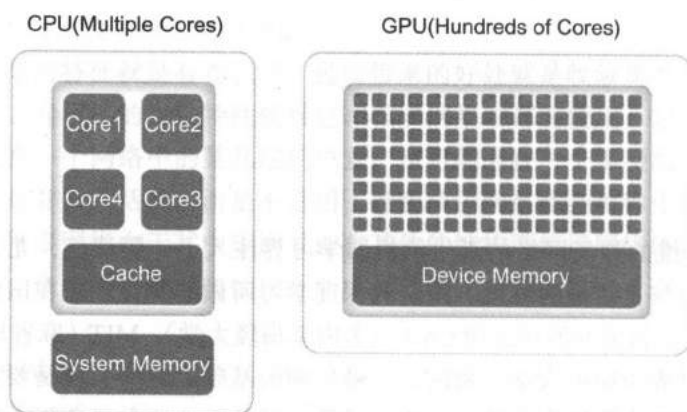 CPU(Multiple Cores)
GPU(Hundreds of Cores)
Core1
Core2
Core4
Core3
Cache
System Memory
Device Memory